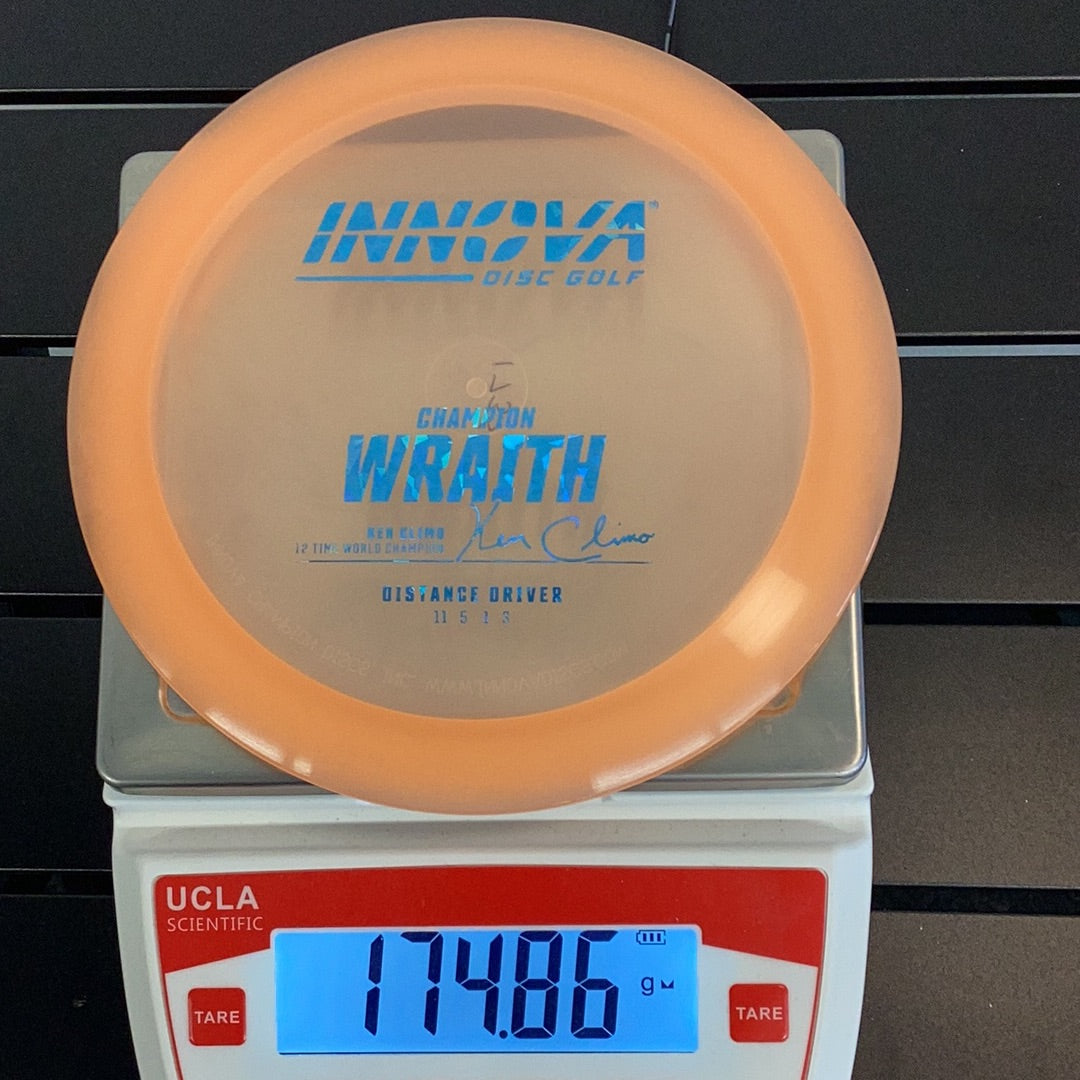 INNOVA
DISC GOLF
CHAMPION
WRAITH
KEN CLIMO
12 TIME WORLD CHAMPION
Ken Climo
DISTANCE DRIVER
11 5 -1 3
UCLA
SCIENTIFIC
174.86
g
TARE
TARE